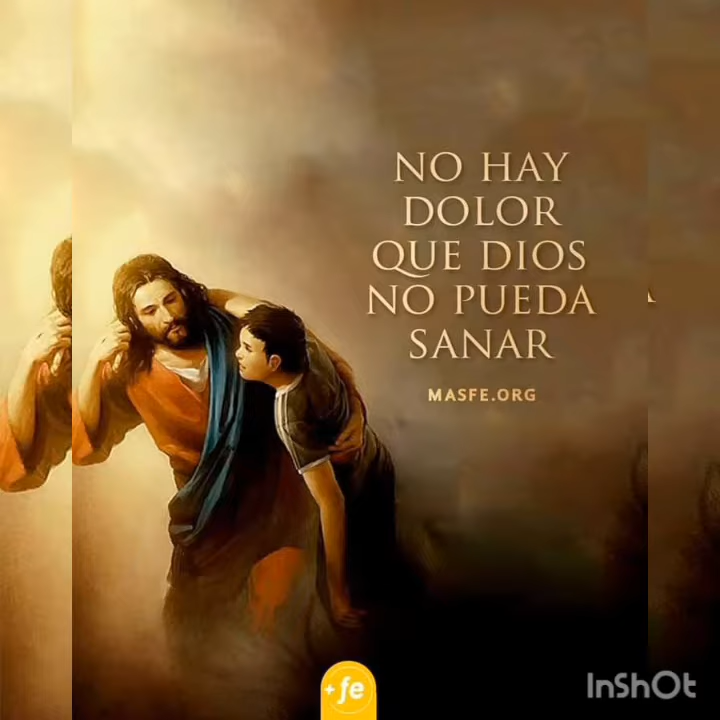 NO HAY
DOLOR
QUE DIOS
NO PUEDA
SANAR
MASFE.ORG
+fe
InShOt